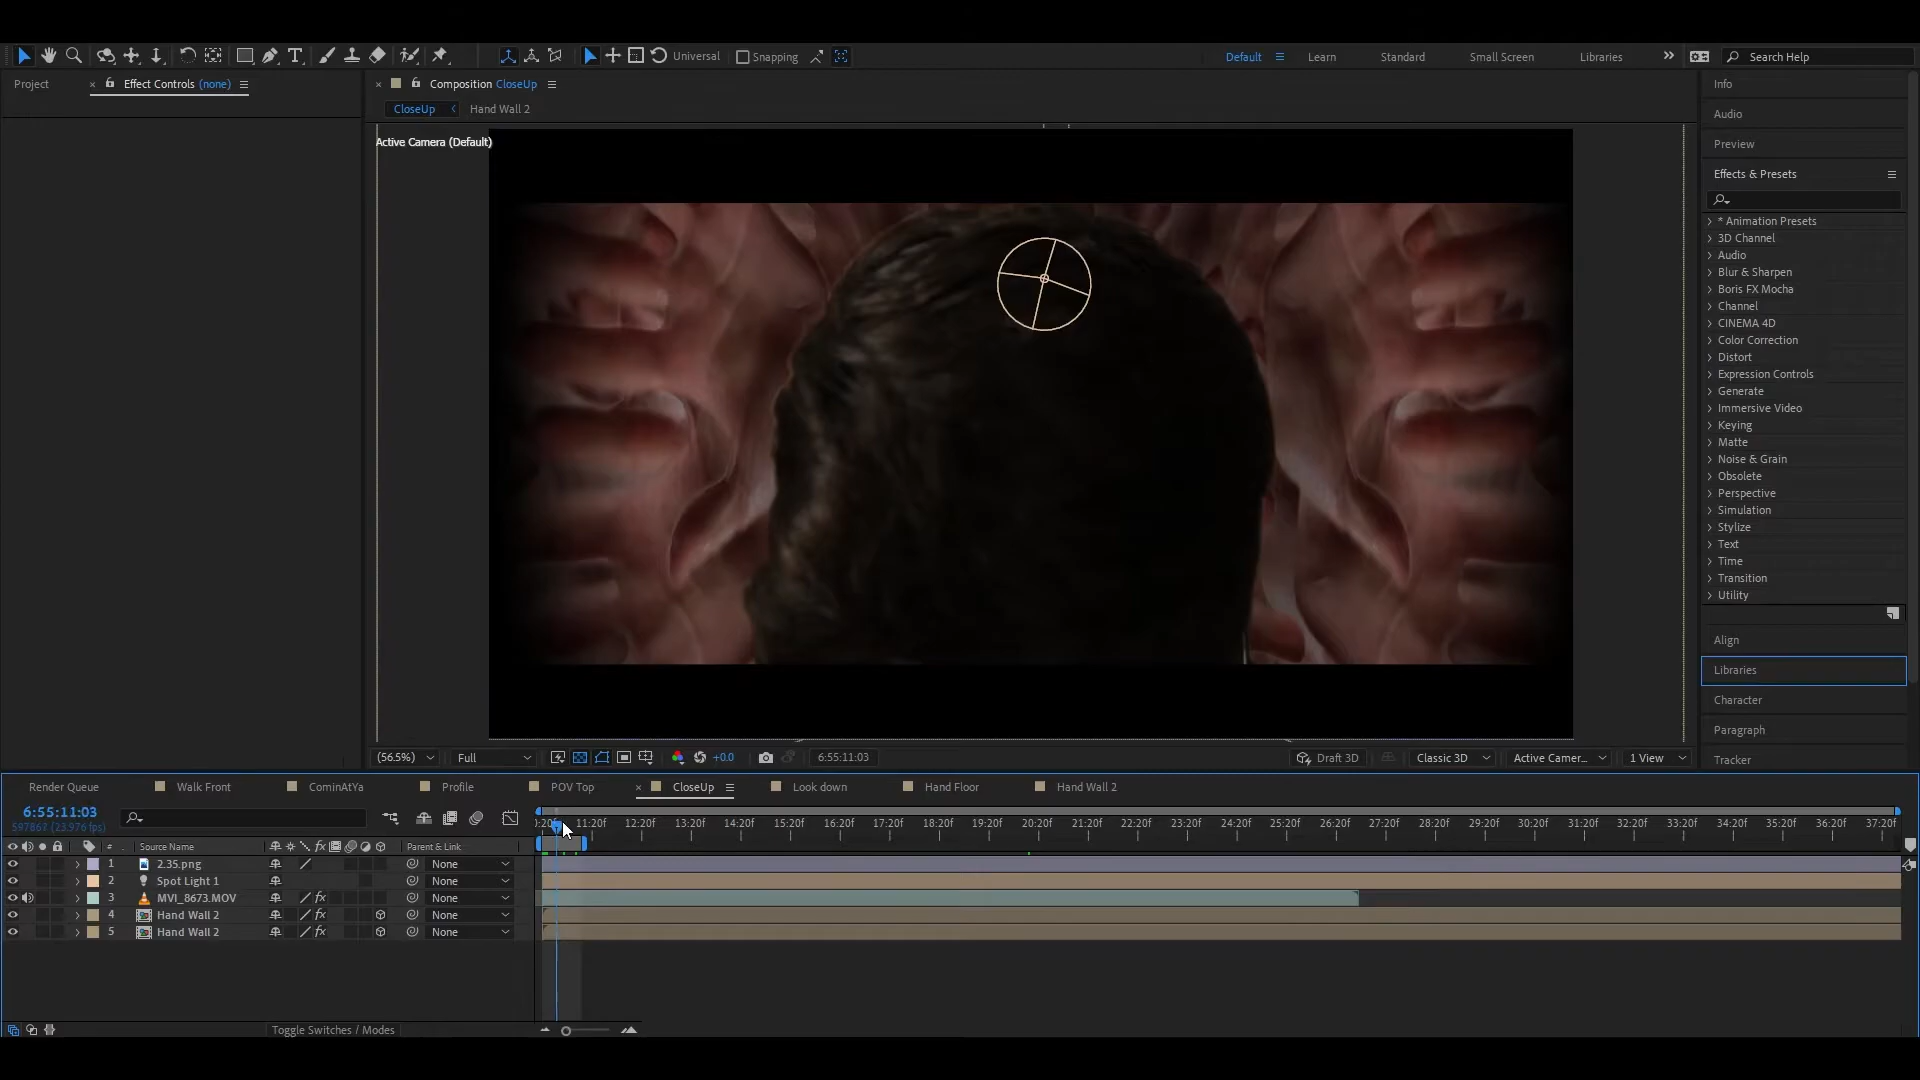 Universal
Snapping
Default
Learn
Standard
Small Screen
Libraries
Search Help
Project
Effect Controls (none)
Composition CloseUp
CloseUp
Hand Wall 2
Active Camera (Default)
Info
Audio
Preview
Effects & Presets
* Animation Presets
3D Channel
Audio
Blur & Sharpen
Boris FX Mocha
Channel
CINEMA 4D
Color Correction
Distort
Expression Controls
Generate
Immersive Video
Keying
Matte
Noise & Grain
Obsolete
Perspective
Simulation
Stylize
Text
Time
Transition
Utility
Align
Libraries
Character
Paragraph
Tracker
(56.5%)
Full
+0.0
6:55:11:03
Draft 3D
Classic 3D
Active Camer...
1 View
Render Queue
Walk Front
CominAtYa
Profile
POV Top
CloseUp
Look down
Hand Floor
Hand Wall 2
6:55:11:03
597867 (23.976 fps)
0:20f 11:20f 12:20f 13:20f 14:20f 15:20f 16:20f 17:20f 18:20f 19:20f 20:20f 21:20f 22:20f 23:20f 24:20f 25:20f 26:20f 27:20f 28:20f 29:20f 30:20f 31:20f 32:20f 33:20f 34:20f 35:20f 36:20f 37:20f
# Source Name Parent & Link
1 2.35.png None
2 Spot Light 1 None
3 MVI_8673.MOV None
4 Hand Wall 2 None
5 Hand Wall 2 None
Toggle Switches / Modes